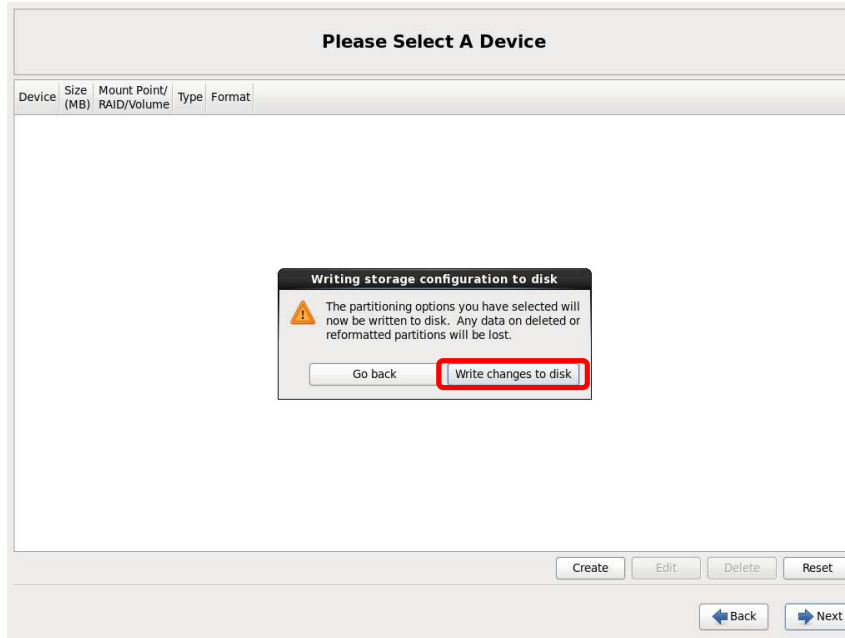 Please Select A Device
Device Size (MB) Mount Point/ RAID/Volume Type Format
Writing storage configuration to disk
The partitioning options you have selected will
now be written to disk. Any data on deleted or
reformatted partitions will be lost.
Go back Write changes to disk
Create Edit Delete Reset
Back Next